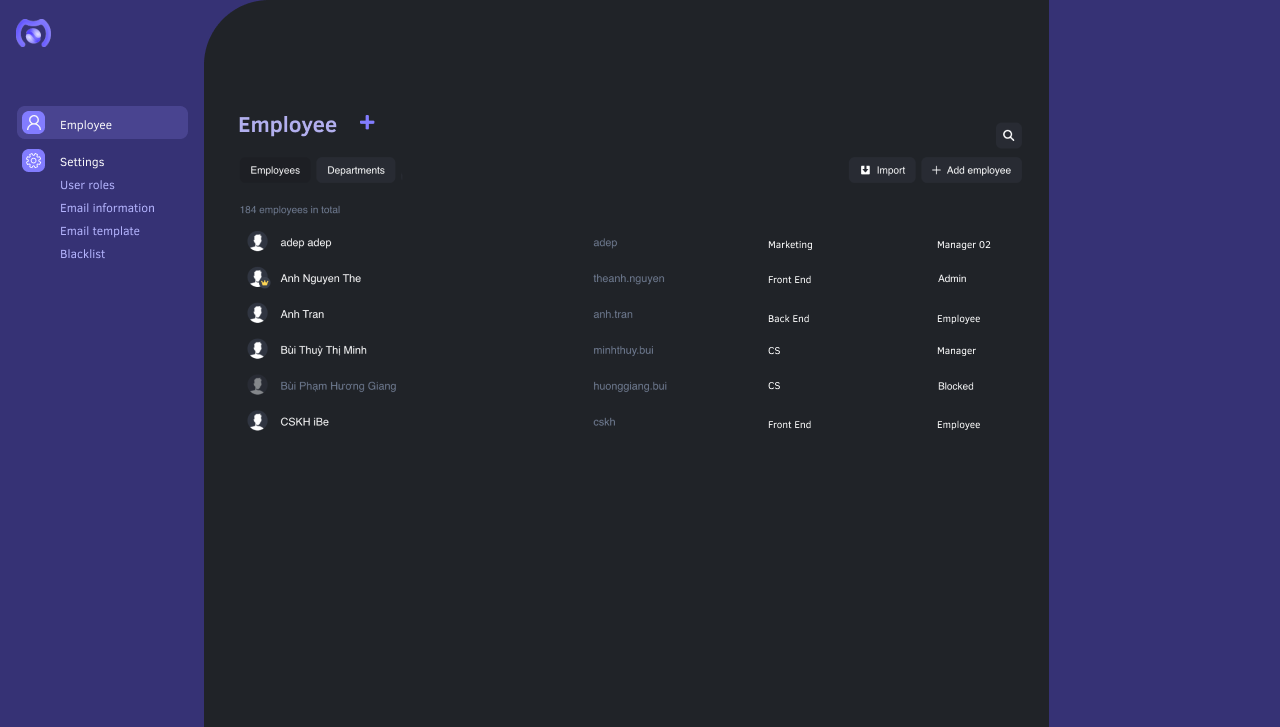 Employee
Settings
User roles
Email information
Email template
Blacklist
Employee +
Employees Departments Import + Add employee
184 employees in total
adep adep adep Marketing Manager 02
Anh Nguyen The theanh.nguyen Front End Admin
Anh Tran anh.tran Back End Employee
Bùi Thuỳ Thị Minh minhthuy.bui CS Manager
Bùi Phạm Hương Giang huonggiang.bui CS Blocked
CSKH iBe cskh Front End Employee